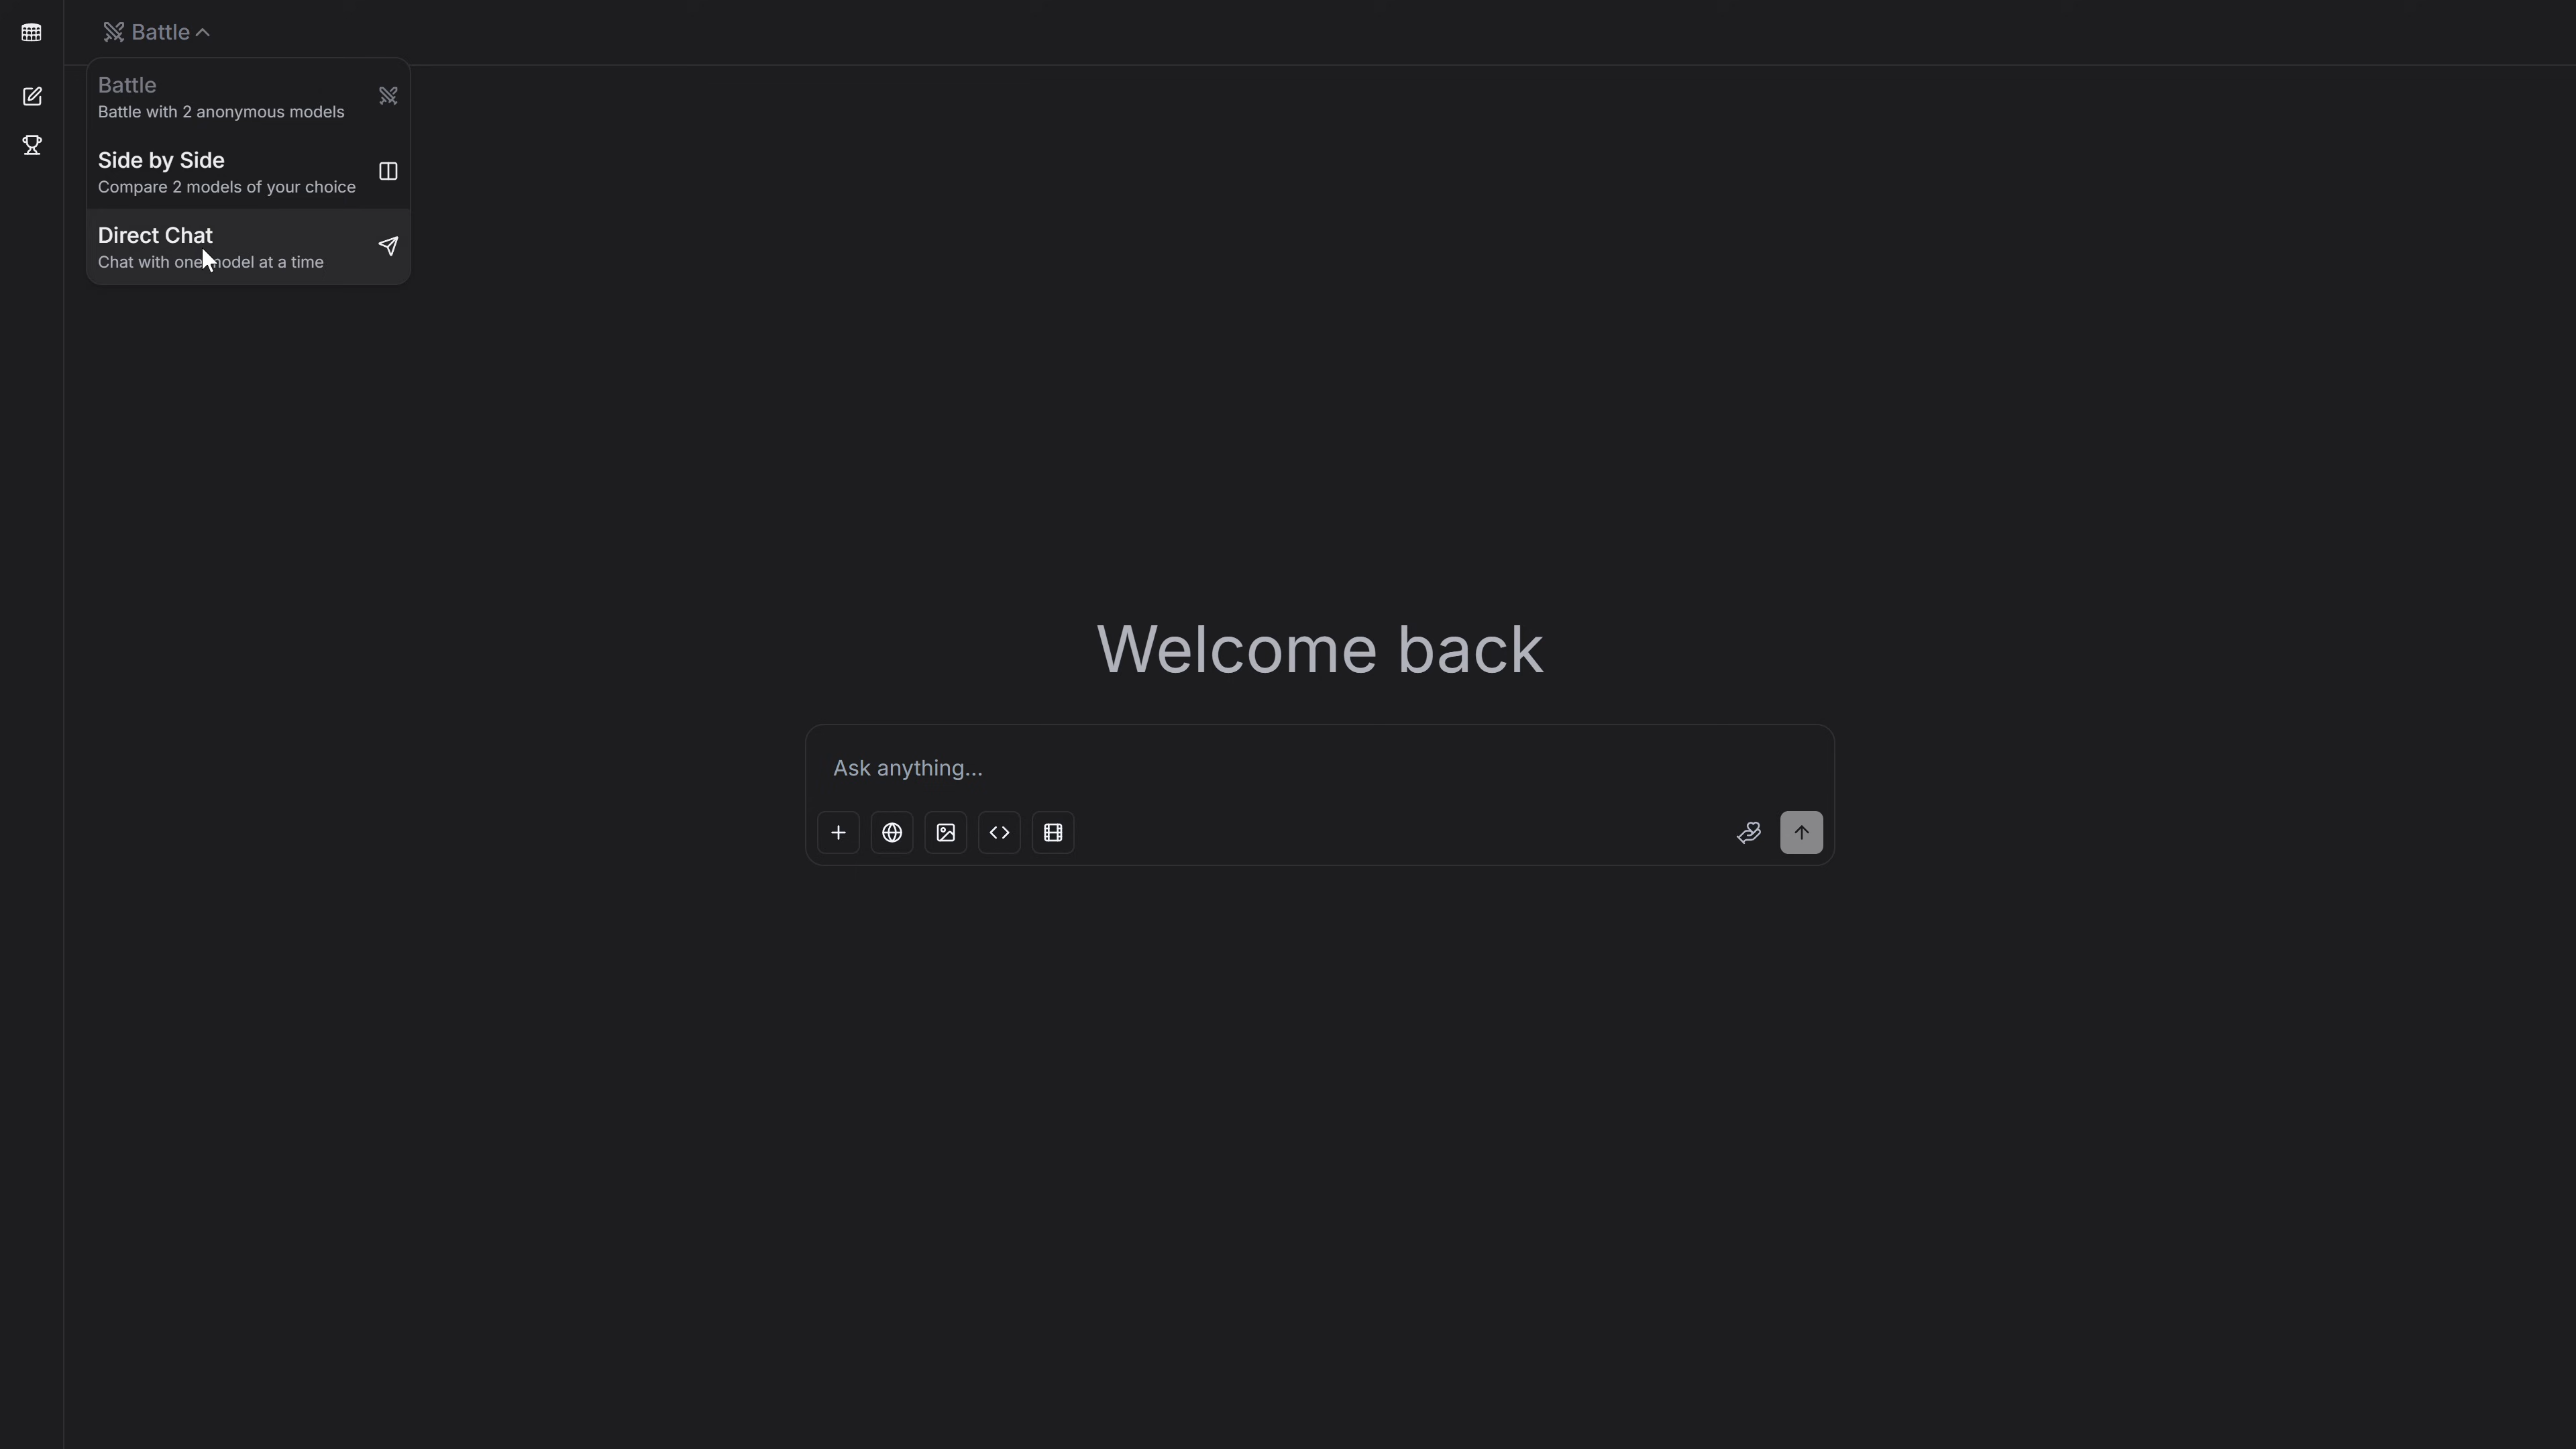 Battle
Battle
Battle with 2 anonymous models
Side by Side
Compare 2 models of your choice
Direct Chat
Chat with one model at a time
Welcome back
Ask anything...